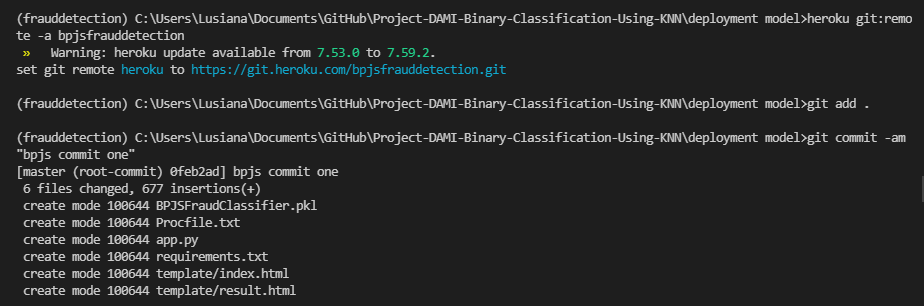 (frauddetection) C:\Users\Lusiana\Documents\GitHub\Project-DAMI-Binary-Classification-Using-KNN\deployment model>heroku git:remo
te -a bpjsfrauddetection
» Warning: heroku update available from 7.53.0 to 7.59.2.
set git remote heroku to https://git.heroku.com/bpjsfrauddetection.git
(frauddetection) C:\Users\Lusiana\Documents\GitHub\Project-DAMI-Binary-Classification-Using-KNN\deployment model>git add .
(frauddetection) C:\Users\Lusiana\Documents\GitHub\Project-DAMI-Binary-Classification-Using-KNN\deployment model>git commit -am
"bpjs commit one"
[master (root-commit) 0feb2ad] bpjs commit one
6 files changed, 677 insertions(+)
create mode 100644 BPJSFraudClassifier.pkl
create mode 100644 Procfile.txt
create mode 100644 app.py
create mode 100644 requirements.txt
create mode 100644 template/index.html
create mode 100644 template/result.html